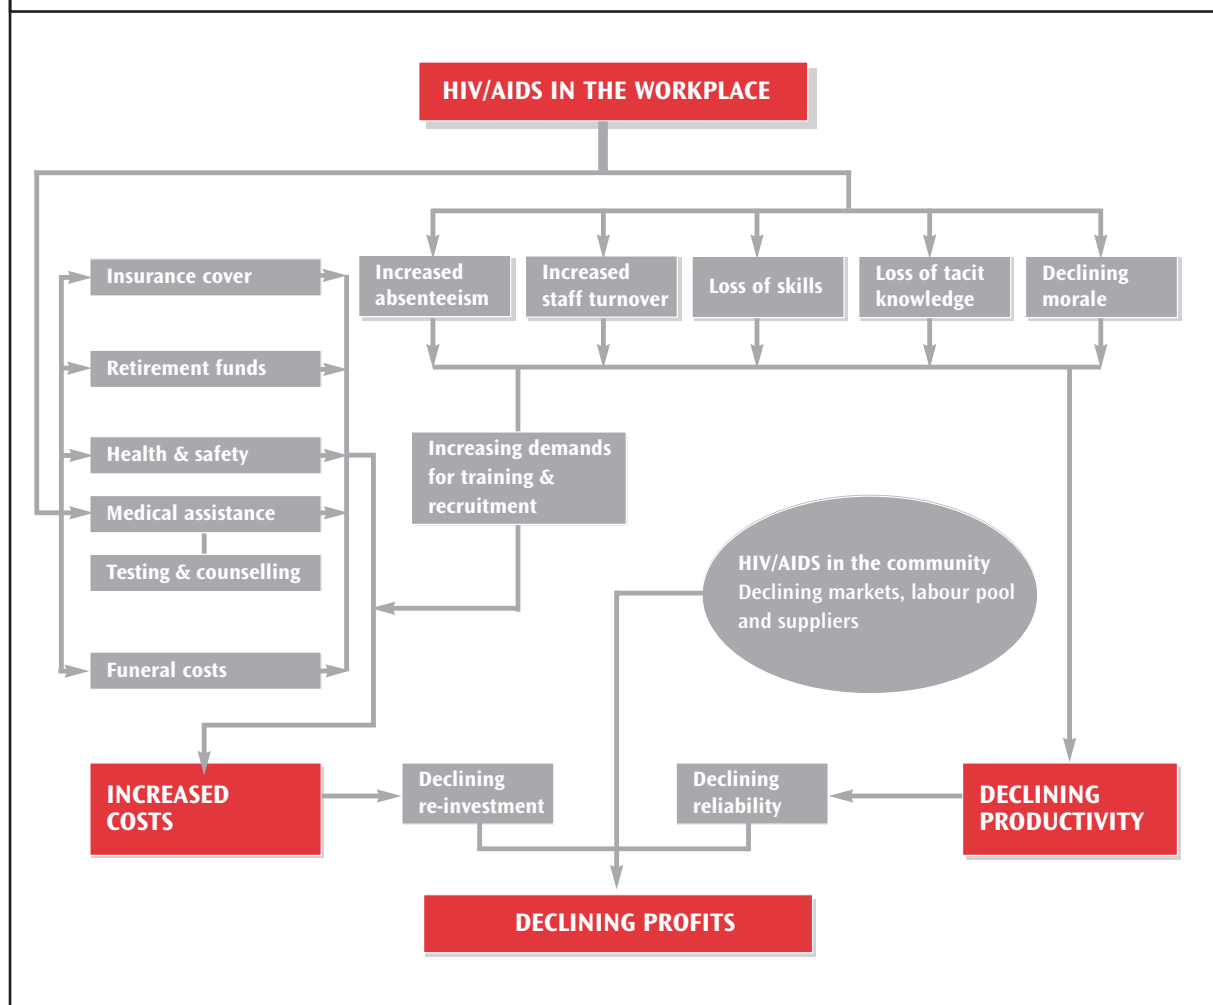 HIV/AIDS IN THE WORKPLACE
Increased
absenteeism
Increased
staff turnover
Loss of skills
Loss of tacit
knowledge
Declining
morale
Insurance cover
Retirement funds
Health & safety
Medical assistance
Testing & counselling
Funeral costs
Increasing demands
for training &
recruitment
HIV/AIDS in the community
Declining markets, labour pool
and suppliers
INCREASED
COSTS
Declining
re-investment
Declining
reliability
DECLINING
PRODUCTIVITY
DECLINING PROFITS